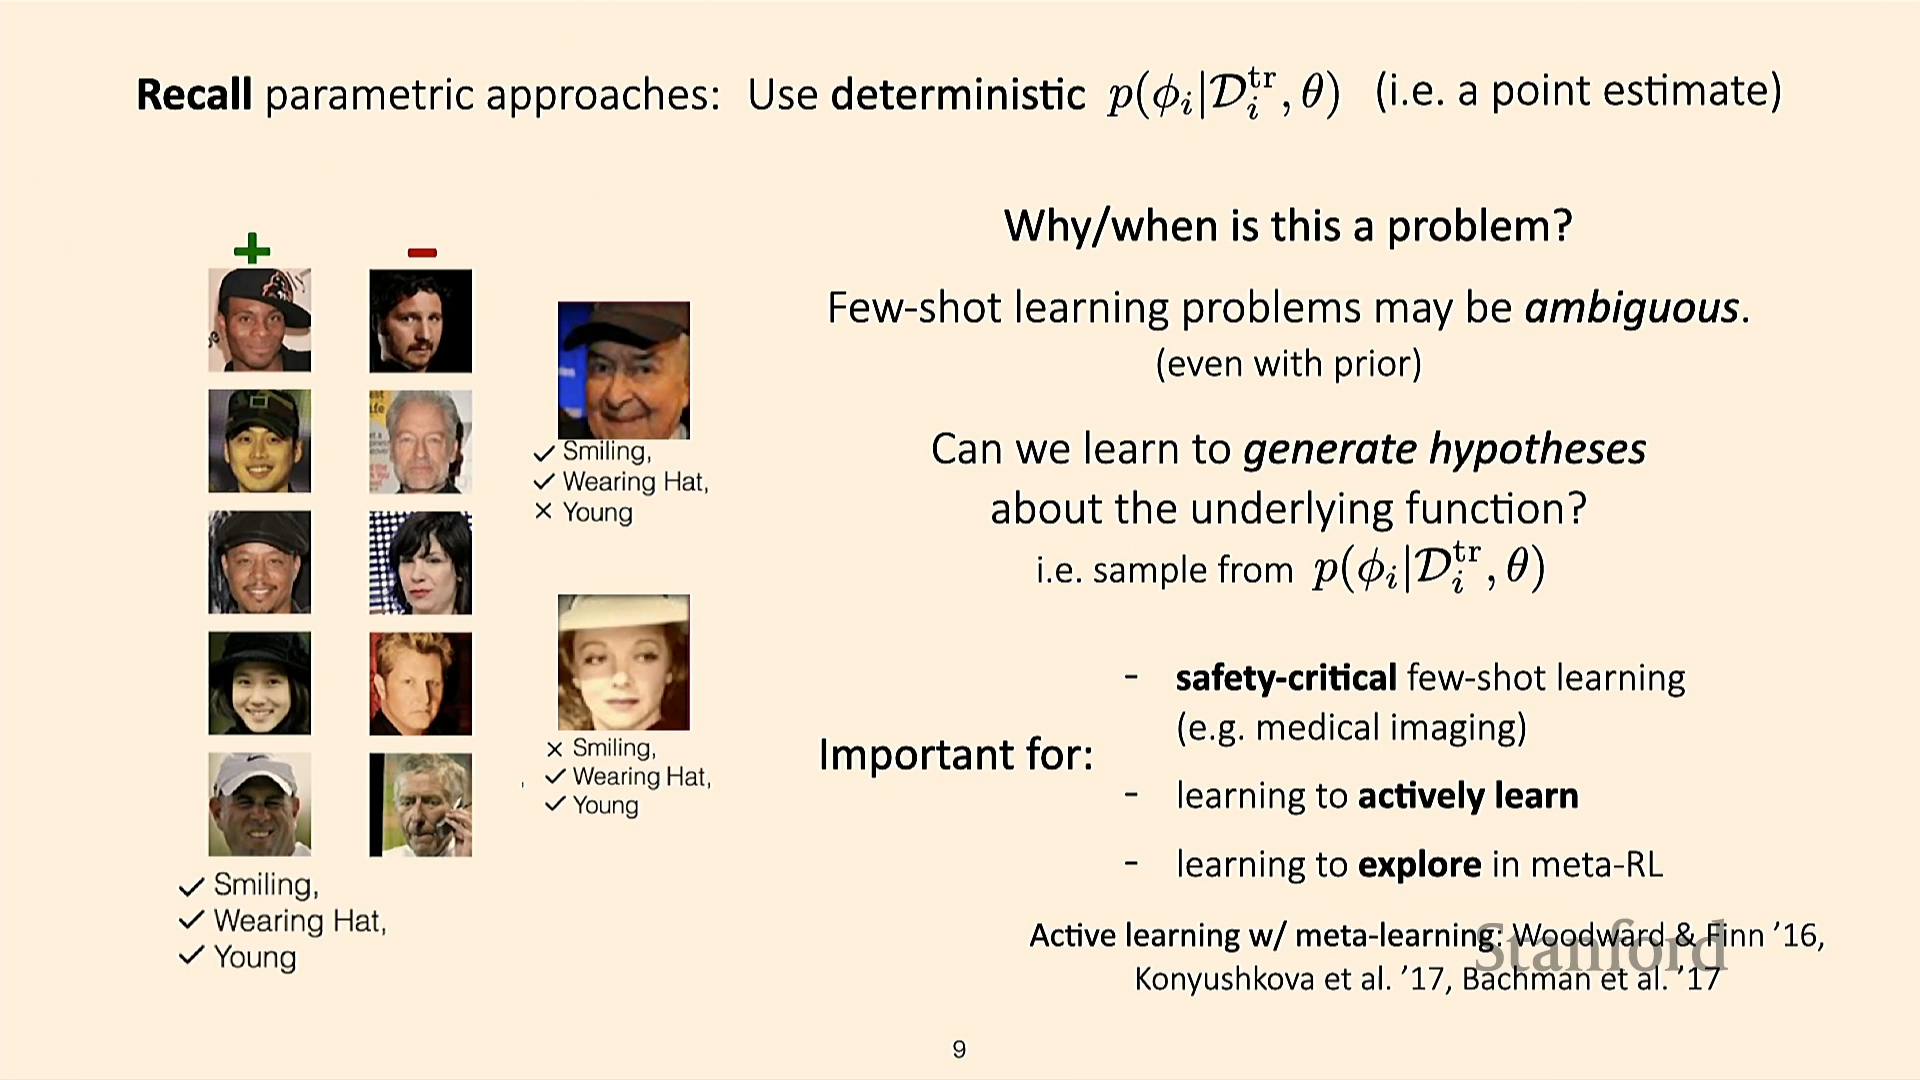 Recall parametric approaches: Use deterministic p(ϕᵢ|𝒟ᵢᵗʳ, θ) (i.e. a point estimate)
Why/when is this a problem?
Few-shot learning problems may be ambiguous.
(even with prior)
Can we learn to generate hypotheses
about the underlying function?
i.e. sample from p(ϕᵢ|𝒟ᵢᵗʳ, θ)
+ −
✓ Smiling,
✓ Wearing Hat,
× Young
× Smiling,
, ✓ Wearing Hat,
✓ Young
✓ Smiling,
✓ Wearing Hat,
✓ Young
Important for:
- safety-critical few-shot learning
(e.g. medical imaging)
- learning to actively learn
- learning to explore in meta-RL
Active learning w/ meta-learning: Woodward & Finn ’16,
Konyushkova et al. ’17, Bachman et al. ’17
Stanford
9